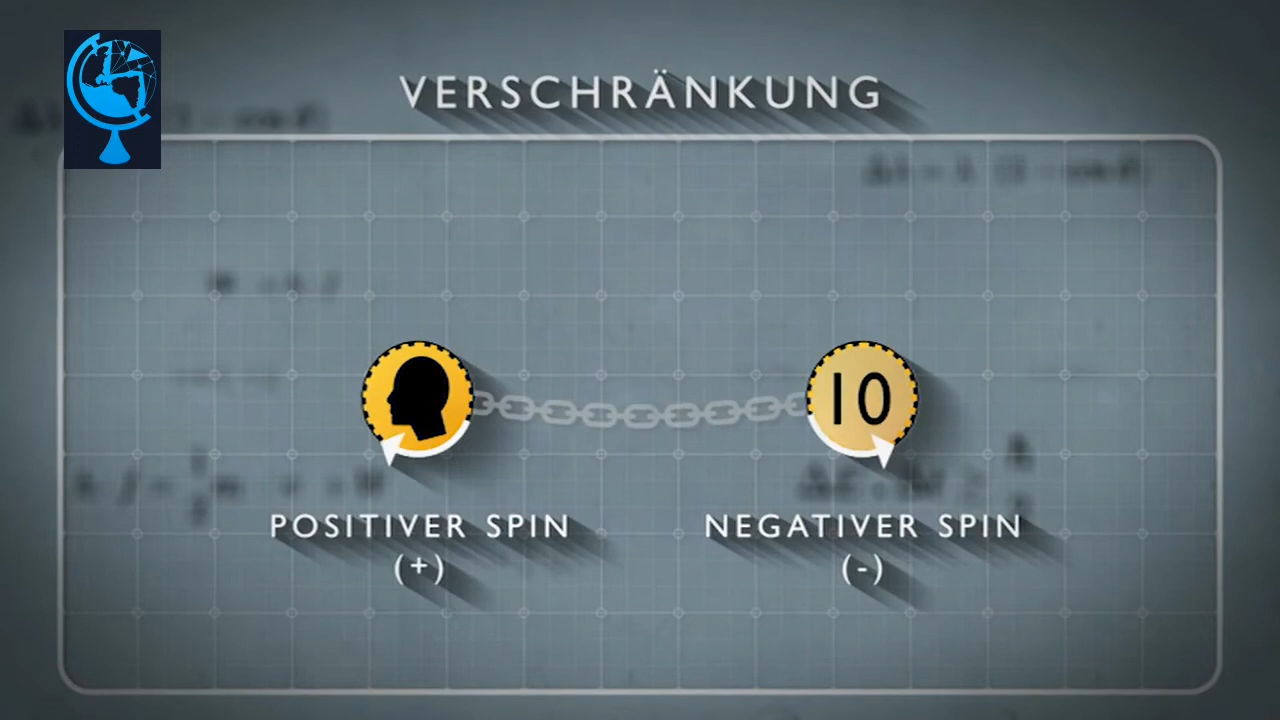 VERSCHRÄNKUNG
10
POSITIVER SPIN
(+)
NEGATIVER SPIN
(-)